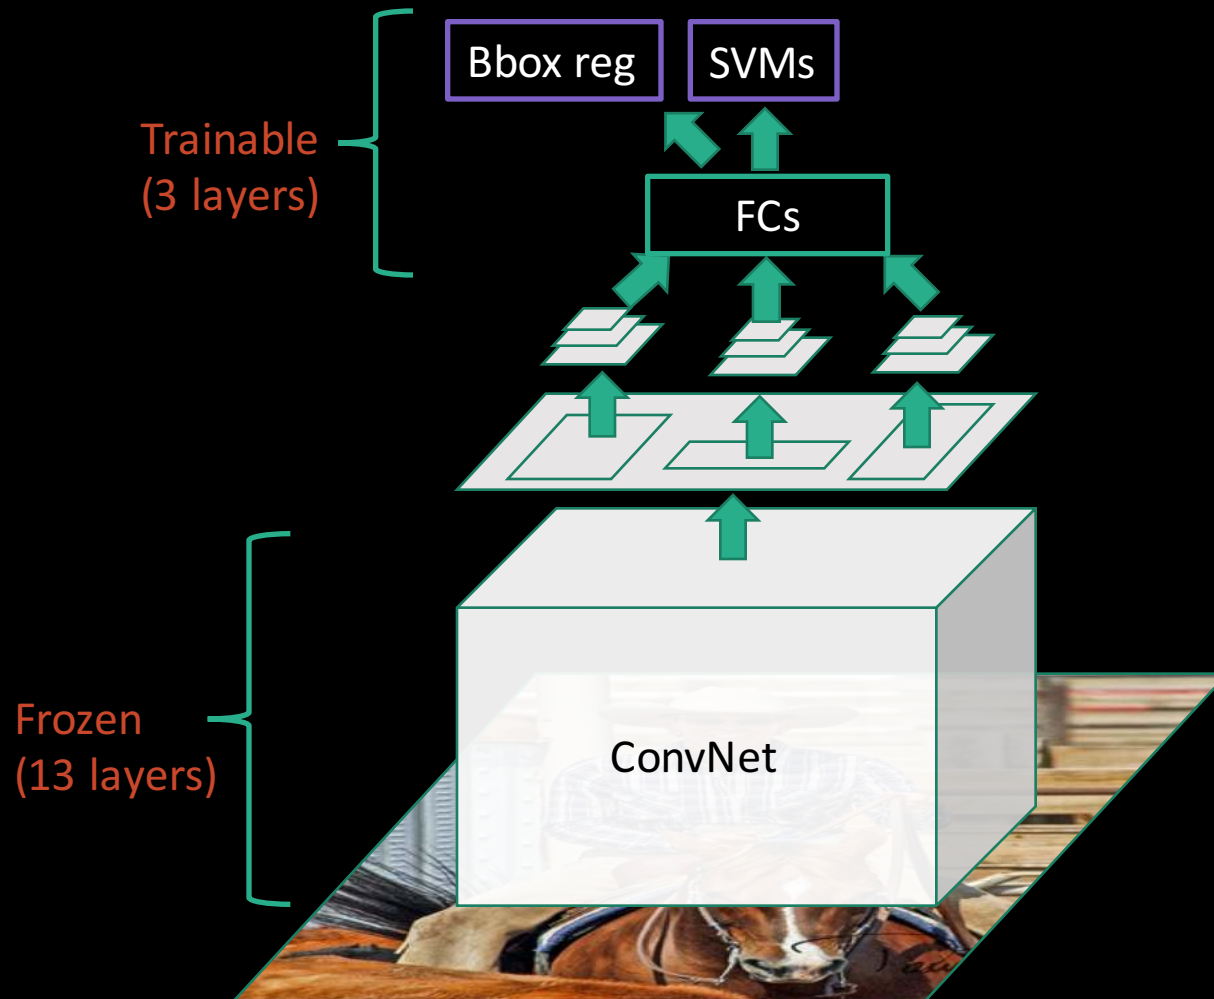 Bbox reg
SVMs
Trainable
(3 layers)
FCs
Frozen
(13 layers)
ConvNet